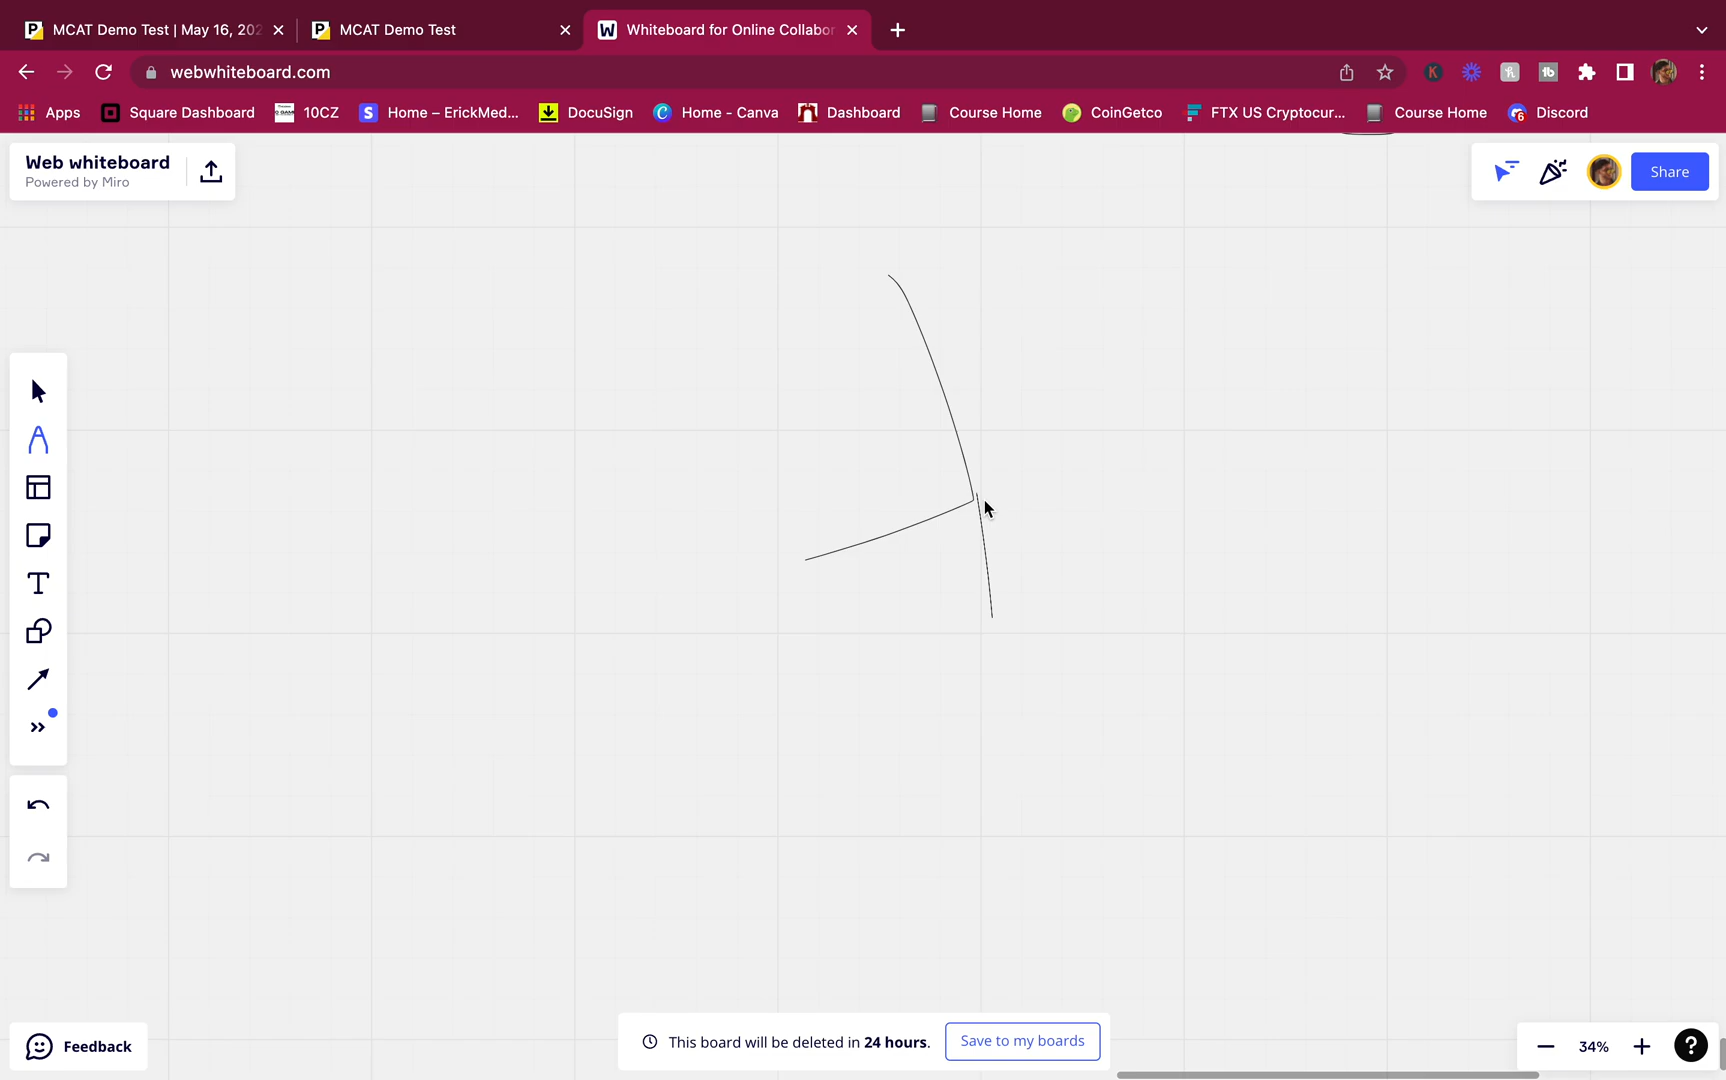 MCAT Demo Test | May 16, 202
MCAT Demo Test
Whiteboard for Online Collabor
webwhiteboard.com
Apps
Square Dashboard
10CZ
Home – ErickMed...
DocuSign
Home - Canva
Dashboard
Course Home
CoinGetco
FTX US Cryptocur...
Course Home
Discord
Web whiteboard
Powered by Miro
Share
This board will be deleted in 24 hours.
Save to my boards
Feedback
34%